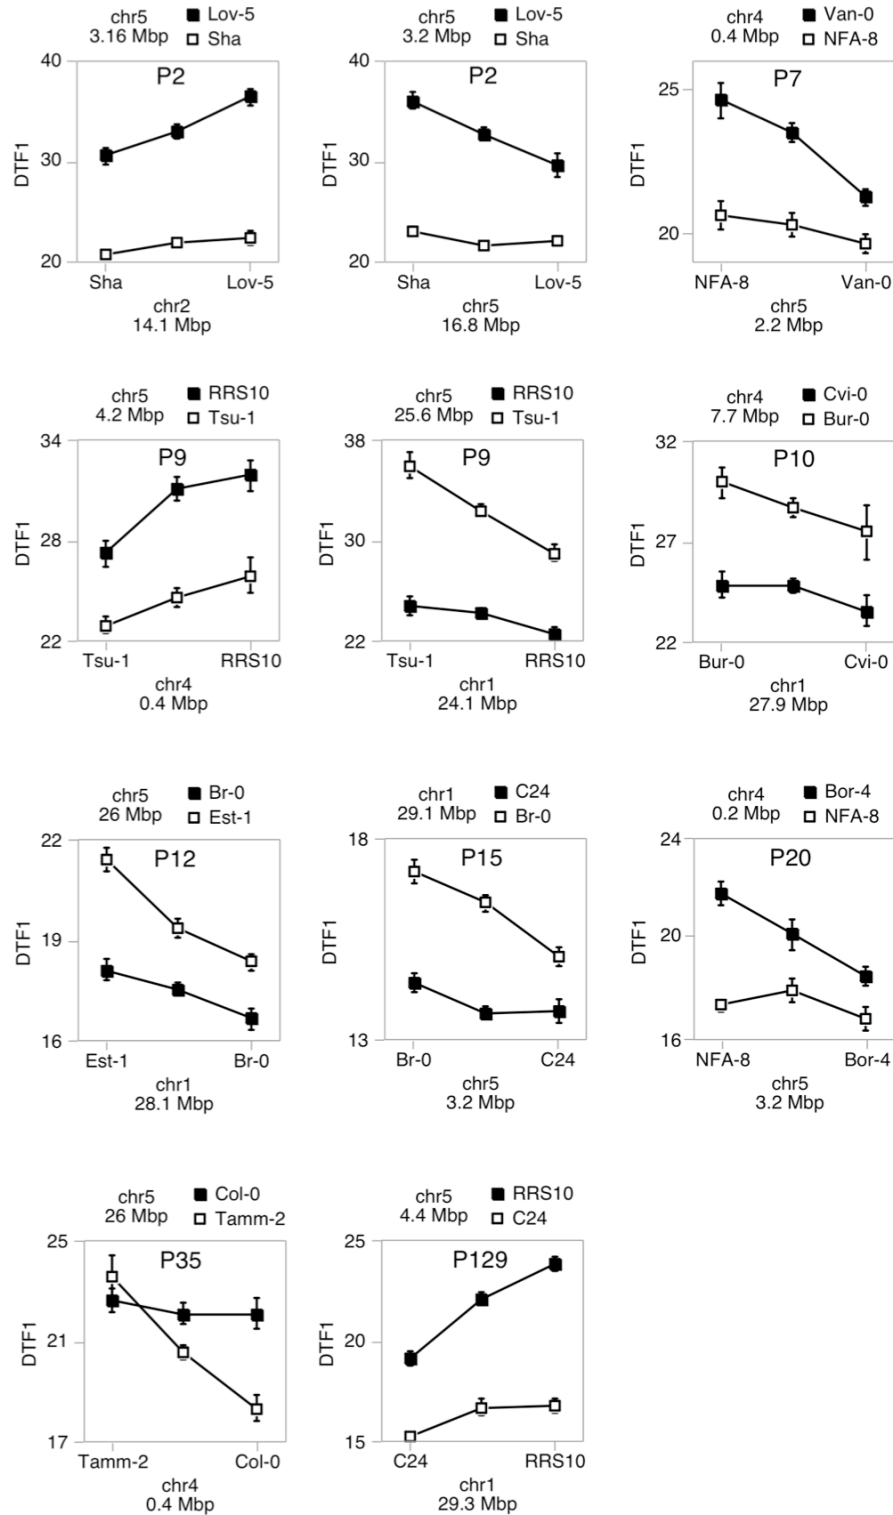 chr5
3.16 Mbp
Lov-5
Sha
40
P2
DTF1
30
20
Sha
Lov-5
chr2
14.1 Mbp
chr5
3.2 Mbp
Lov-5
Sha
40
P2
DTF1
30
20
Sha
Lov-5
chr5
16.8 Mbp
chr4
0.4 Mbp
Van-0
NFA-8
P7
25
DTF1
20
NFA-8
Van-0
chr5
2.2 Mbp
chr5
4.2 Mbp
RRS10
Tsu-1
34
P9
DTF1
28
22
Tsu-1
RRS10
chr4
0.4 Mbp
chr5
25.6 Mbp
RRS10
Tsu-1
38
P9
DTF1
30
22
Tsu-1
RRS10
chr1
24.1 Mbp
chr4
7.7 Mbp
Cvi-0
Bur-0
32
P10
DTF1
27
22
Bur-0
Cvi-0
chr1
27.9 Mbp
chr5
26 Mbp
Br-0
Est-1
22
P12
DTF1
19
16
Est-1
Br-0
chr1
28.1 Mbp
chr1
29.1 Mbp
C24
Br-0
18
P15
DTF1
13
Br-0
C24
chr5
3.2 Mbp
chr4
0.2 Mbp
Bor-4
NFA-8
24
P20
DTF1
20
16
NFA-8
Bor-4
chr5
3.2 Mbp
chr5
26 Mbp
Col-0
Tamm-2
25
P35
DTF1
21
17
Tamm-2
Col-0
chr4
0.4 Mbp
chr5
4.4 Mbp
RRS10
C24
25
P129
DTF1
20
15
C24
RRS10
chr1
29.3 Mbp